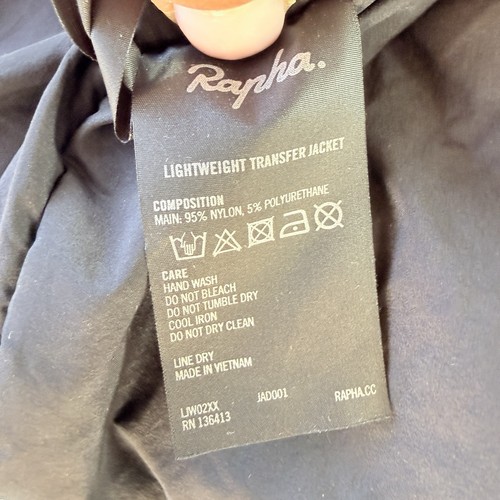 Rapha.
LIGHTWEIGHT TRANSFER JACKET
COMPOSITION
MAIN: 95% NYLON, 5% POLYURETHANE
CARE
HAND WASH
DO NOT BLEACH
DO NOT TUMBLE DRY
COOL IRON
DO NOT DRY CLEAN
LINE DRY
MADE IN VIETNAM
LJW02XX JAD001 RAPHA.CC
RN 136413